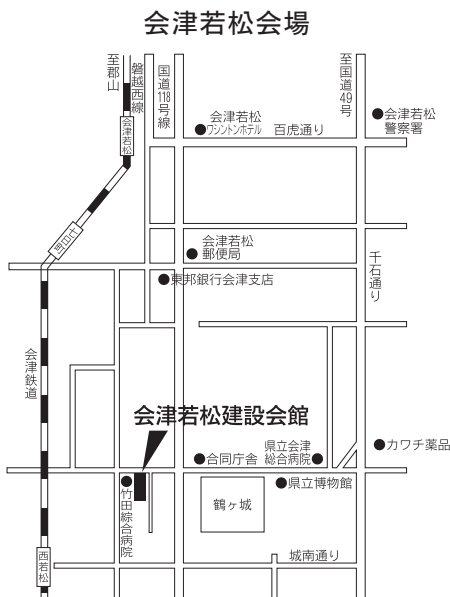 会津若松会場
至郡山
磐越西線
国道118号線
至国道49号
会津若松
会津若松
ワシントンホテル
百虎通り
会津若松
警察署
七日町
会津若松
郵便局
千石通り
東邦銀行会津支店
会津鉄道
会津若松建設会館
合同庁舎
県立会津
総合病院
カワチ薬品
竹田綜合病院
県立博物館
鶴ヶ城
西若松
城南通り